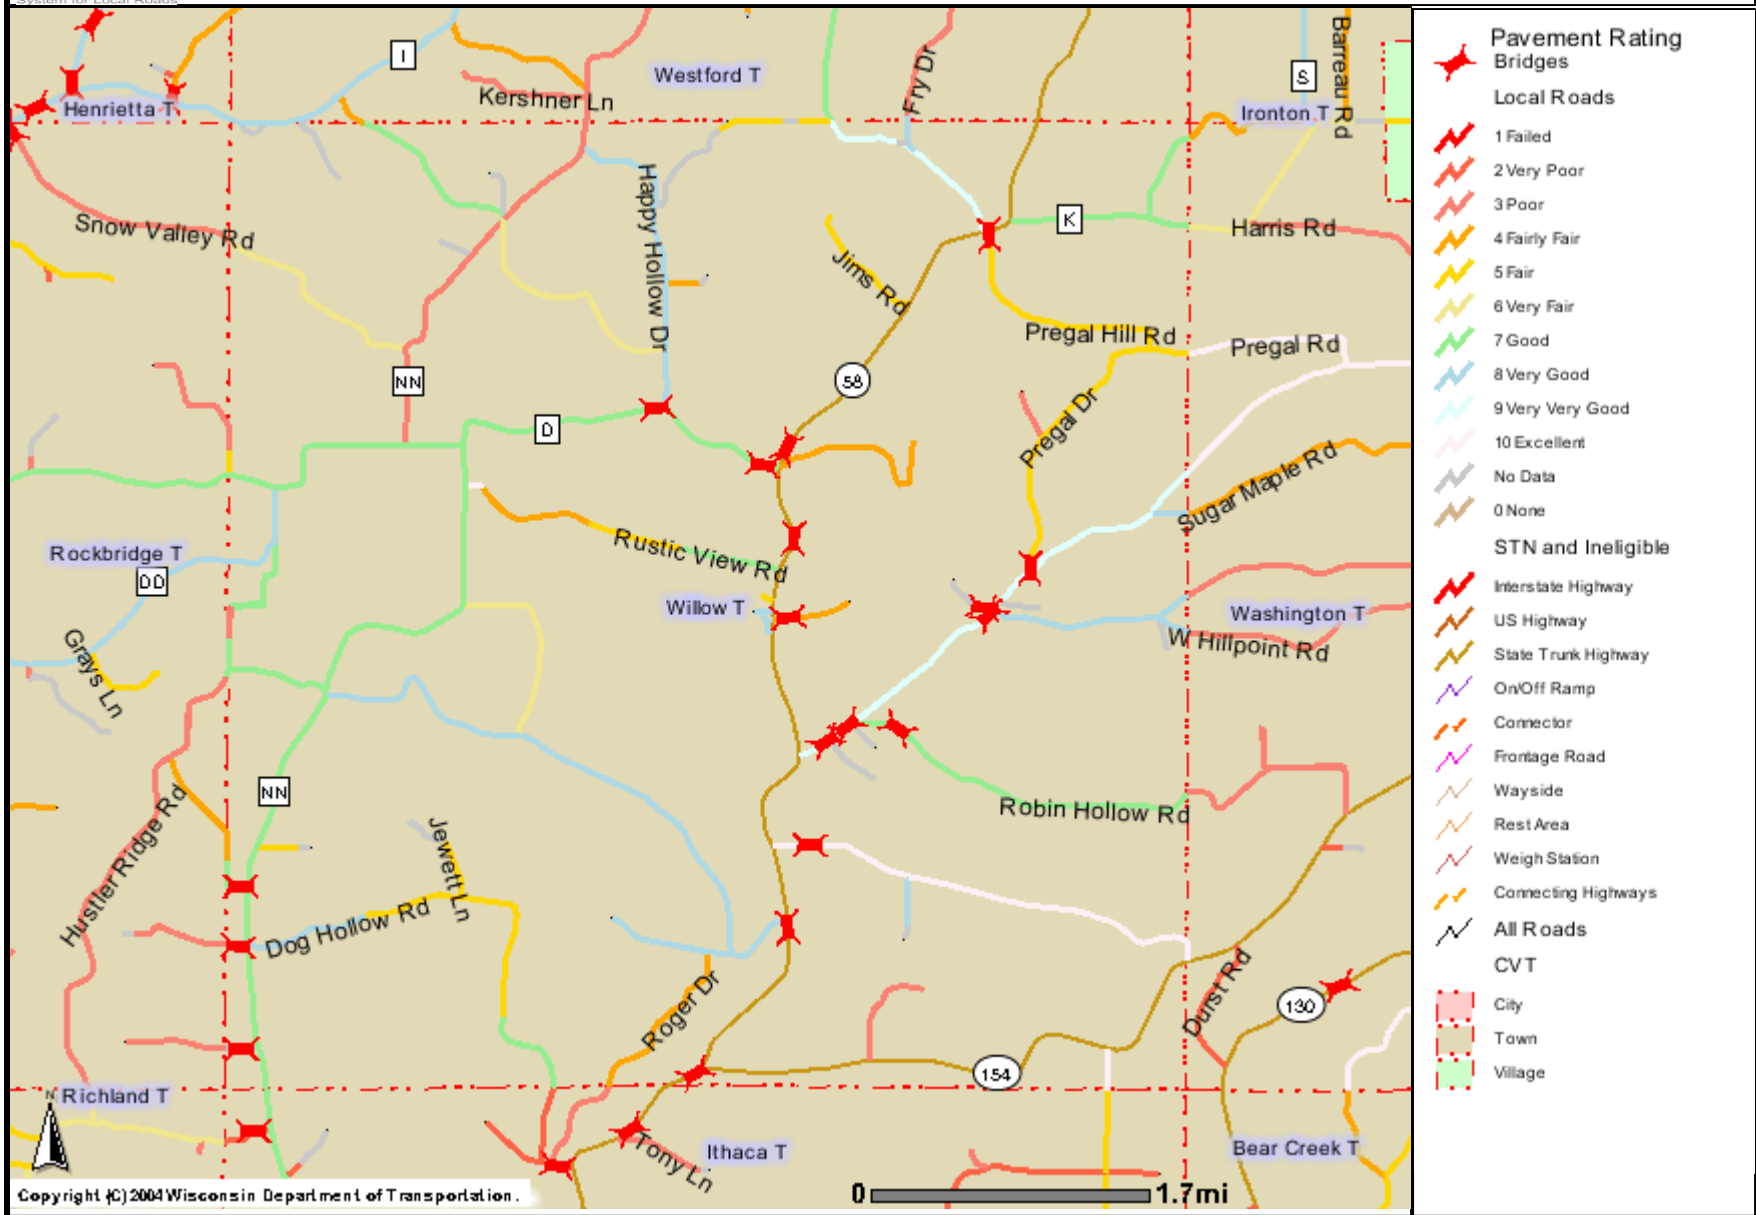 System for Local Roads
I
Westford T
Fry Dr
S
Barreau Rd
Henrietta T
Kershner Ln
Ironton T
Snow Valley Rd
Happy Hollow Dr
K
Harris Rd
Jims Rd
Pregal Hill Rd
Pregal Rd
NN
58
Pregal Dr
D
Sugar Maple Rd
Rockbridge T
DD
Rustic View Rd
Willow T
Washington T
W Hillpoint Rd
Grays Ln
NN
Robin Hollow Rd
Hustler Ridge Rd
Jewett Ln
Dog Hollow Rd
Roger Dr
Durst Rd
130
154
N
Richland T
Tony Ln
Ithaca T
Bear Creek T
Copyright (C) 2004 Wisconsin Department of Transportation.
0 1.7mi
Pavement Rating
Bridges
Local Roads
1 Failed
2 Very Poor
3 Poor
4 Fairly Fair
5 Fair
6 Very Fair
7 Good
8 Very Good
9 Very Very Good
10 Excellent
No Data
0 None
STN and Ineligible
Interstate Highway
US Highway
State Trunk Highway
On/Off Ramp
Connector
Frontage Road
Wayside
Rest Area
Weigh Station
Connecting Highways
All Roads
CVT
City
Town
Village